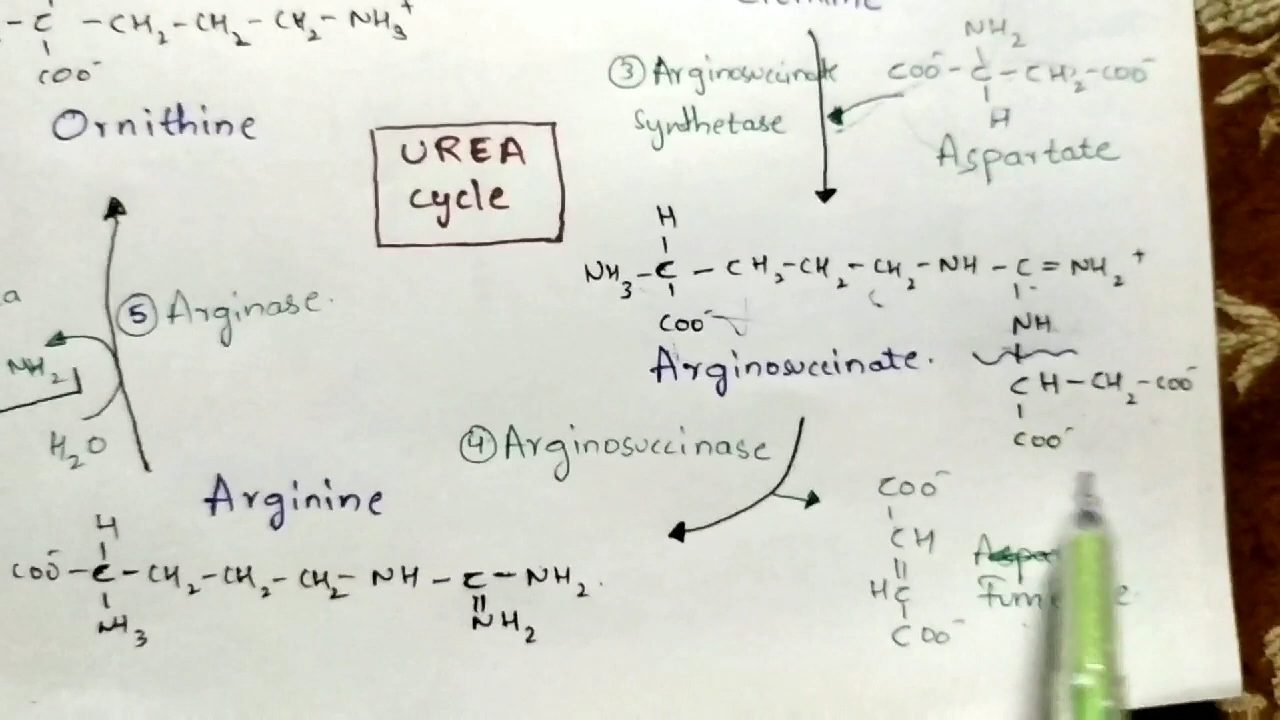 - C - CH₂ - CH₂ - CH₂ - NH₃⁺
COO⁻
Ornithine
UREA
cycle
③ Arginosuccinate
Synthetase
NH₂
COO⁻ - C - CH₂ - COO⁻
H
Aspartate
H
NH₃ - C - CH₂ - CH₂ - CH₂ - NH - C = NH₂⁺
COO⁻
NH
Arginosuccinate.
CH - CH₂ - COO⁻
COO⁻
⑤ Arginase.
a
NH₂
H₂O
④ Arginosuccinase
Arginine
H
COO⁻ - C - CH₂ - CH₂ - CH₂ - NH - C - NH₂.
NH₃
NH₂
COO⁻
CH
HC
COO⁻